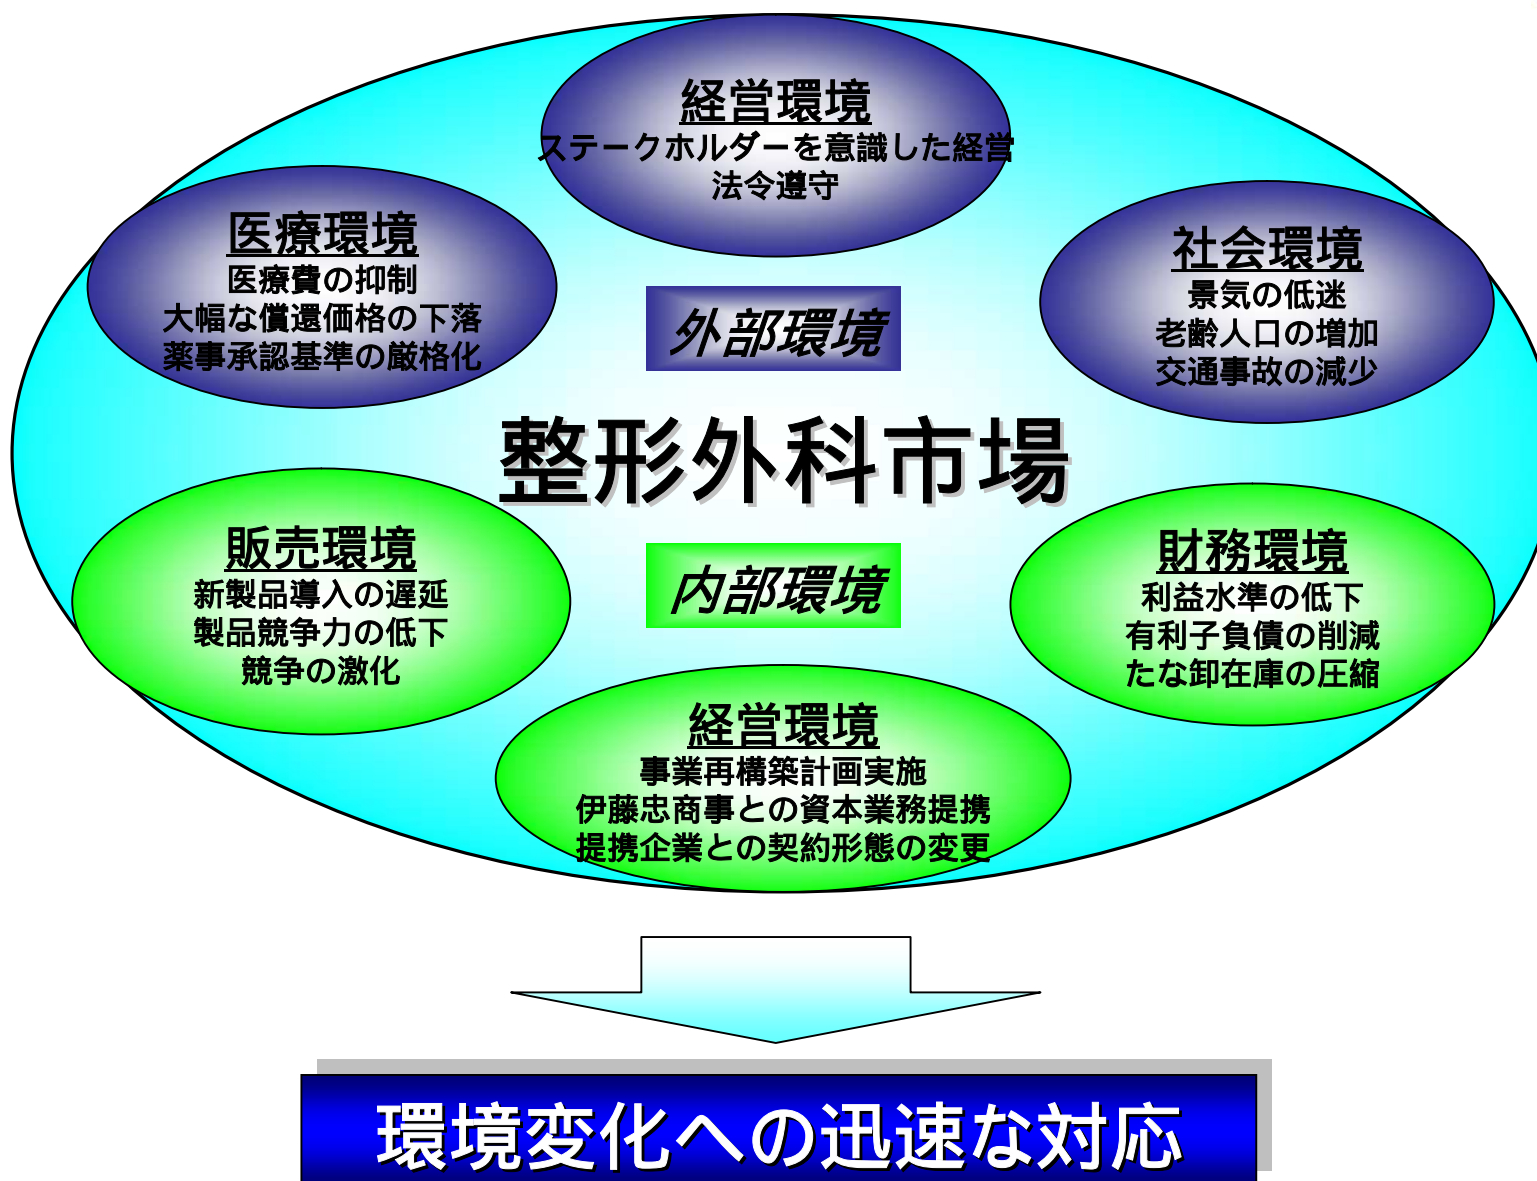 経営環境
ステークホルダーを意識した経営
法令遵守
医療環境
医療費の抑制
大幅な償還価格の下落
薬事承認基準の厳格化
社会環境
景気の低迷
老齢人口の増加
交通事故の減少
外部環境
整形外科市場
内部環境
販売環境
新製品導入の遅延
製品競争力の低下
競争の激化
財務環境
利益水準の低下
有利子負債の削減
たな卸在庫の圧縮
経営環境
事業再構築計画実施
伊藤忠商事との資本業務提携
提携企業との契約形態の変更
環境変化への迅速な対応